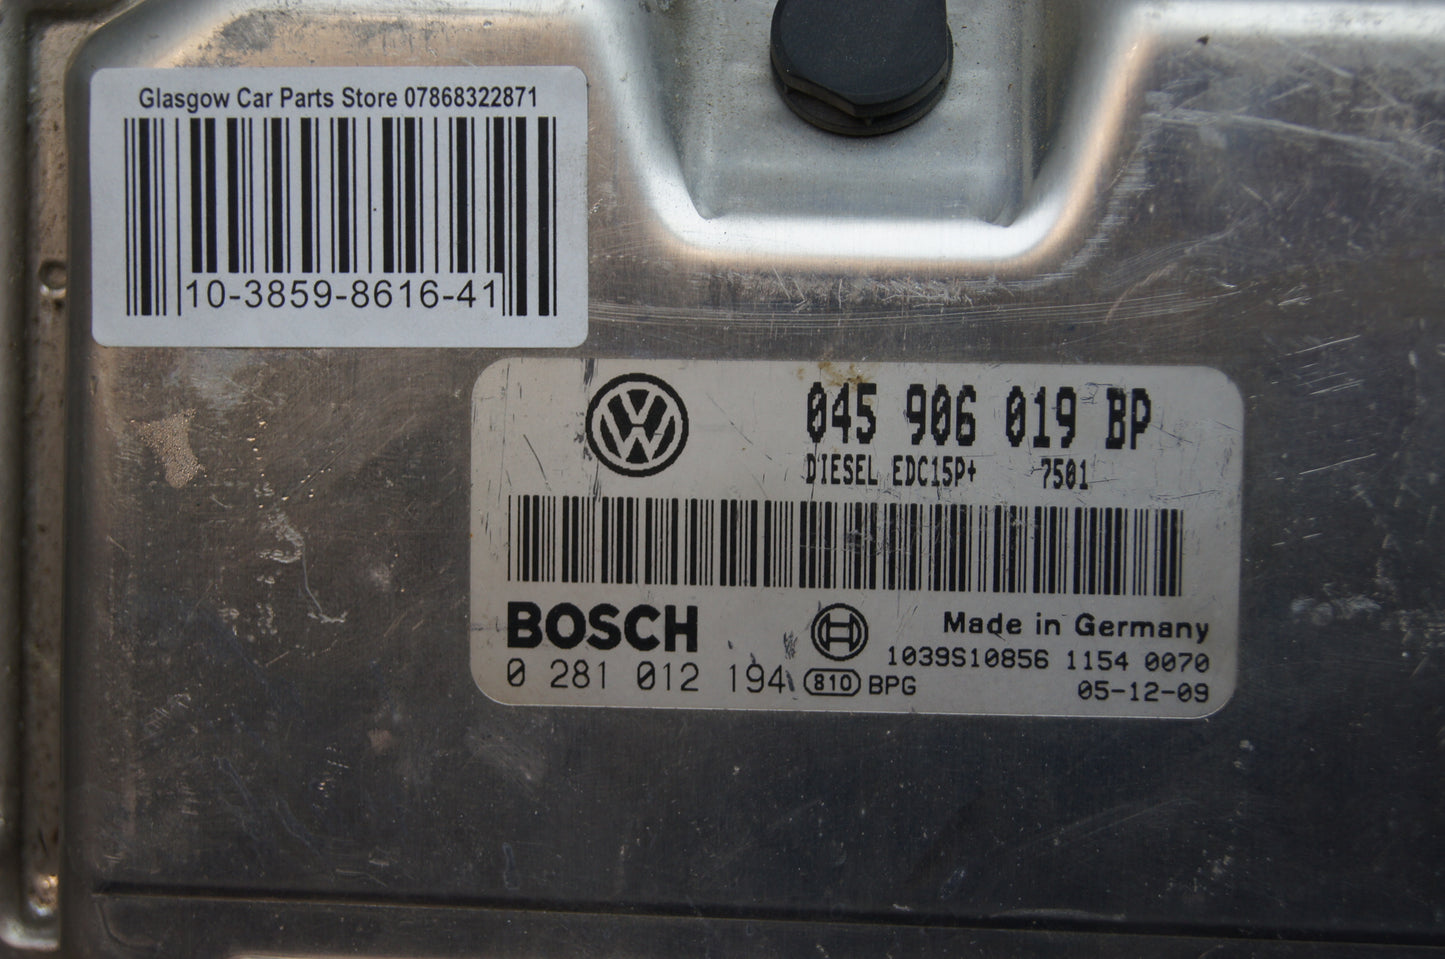 Glasgow Car Parts Store 07868322871
10-3859-8616-41
045 906 019 BP
DIESEL EDC15P+ 7501
BOSCH
Made in Germany
1039S10856 1154 0070
0 281 012 194 810 BPG
05-12-09